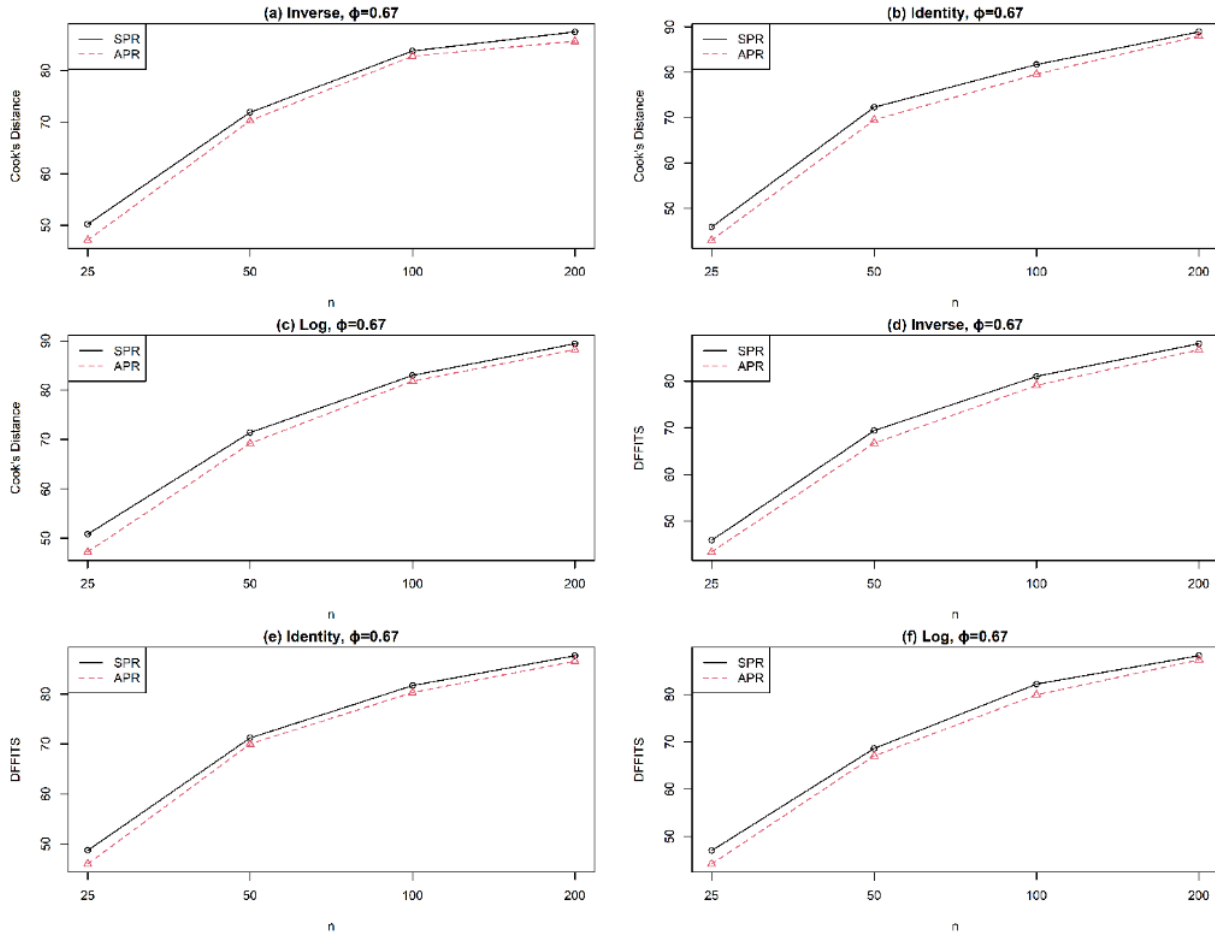 (a) Inverse, ϕ=0.67
SPR
APR
Cook's Distance
50 60 70 80
25 50 100 200
n
(b) Identity, ϕ=0.67
SPR
APR
Cook's Distance
50 60 70 80 90
25 50 100 200
n
(c) Log, ϕ=0.67
SPR
APR
Cook's Distance
50 60 70 80 90
25 50 100 200
n
(d) Inverse, ϕ=0.67
SPR
APR
DFFITS
50 60 70 80
25 50 100 200
n
(e) Identity, ϕ=0.67
SPR
APR
DFFITS
50 60 70 80
25 50 100 200
n
(f) Log, ϕ=0.67
SPR
APR
DFFITS
50 60 70 80
25 50 100 200
n